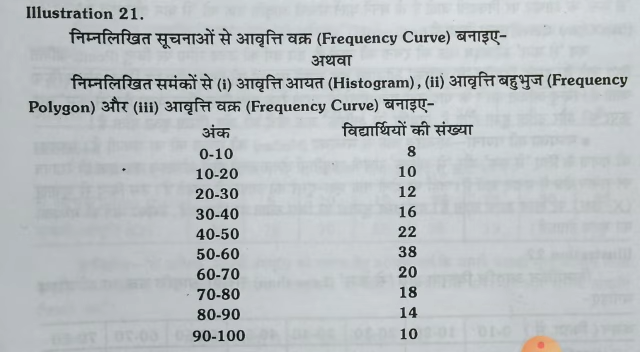 Illustration 21.
निम्नलिखित सूचनाओं से आवृत्ति वक्र (Frequency Curve) बनाइए-
अथवा
निम्नलिखित समंकों से (i) आवृत्ति आयत (Histogram), (ii) आवृत्ति बहुभुज (Frequency
Polygon) और (iii) आवृत्ति वक्र (Frequency Curve) बनाइए-
अंक विद्यार्थियों की संख्या
0-10 8
10-20 10
20-30 12
30-40 16
40-50 22
50-60 38
60-70 20
70-80 18
80-90 14
90-100 10